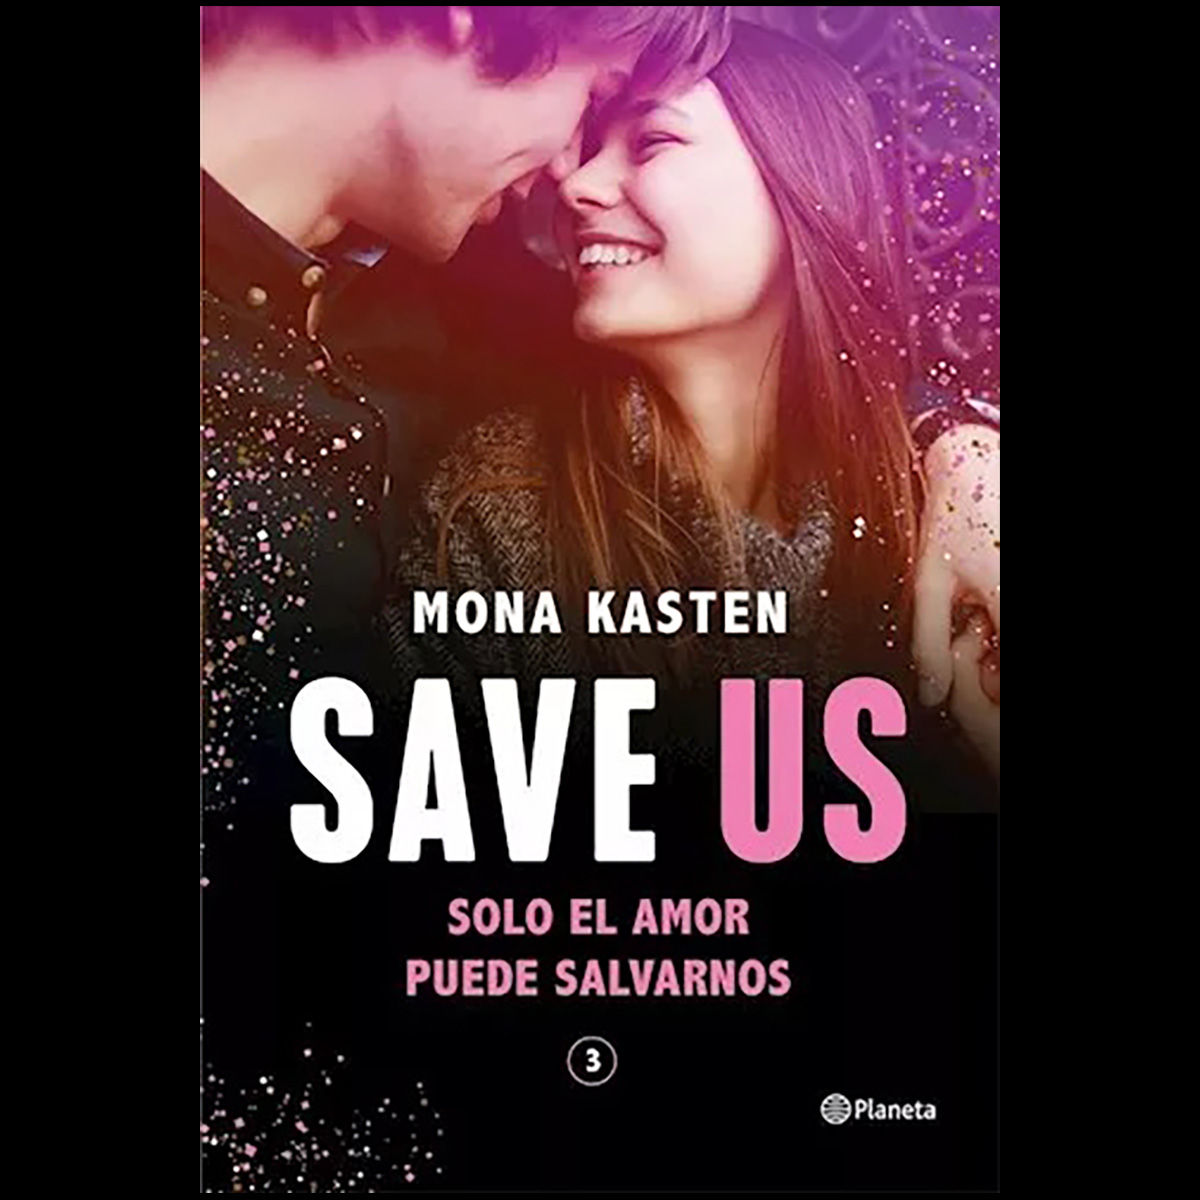 MONA KASTEN
SAVE US
SOLO EL AMOR
PUEDE SALVARNOS
3
Planeta